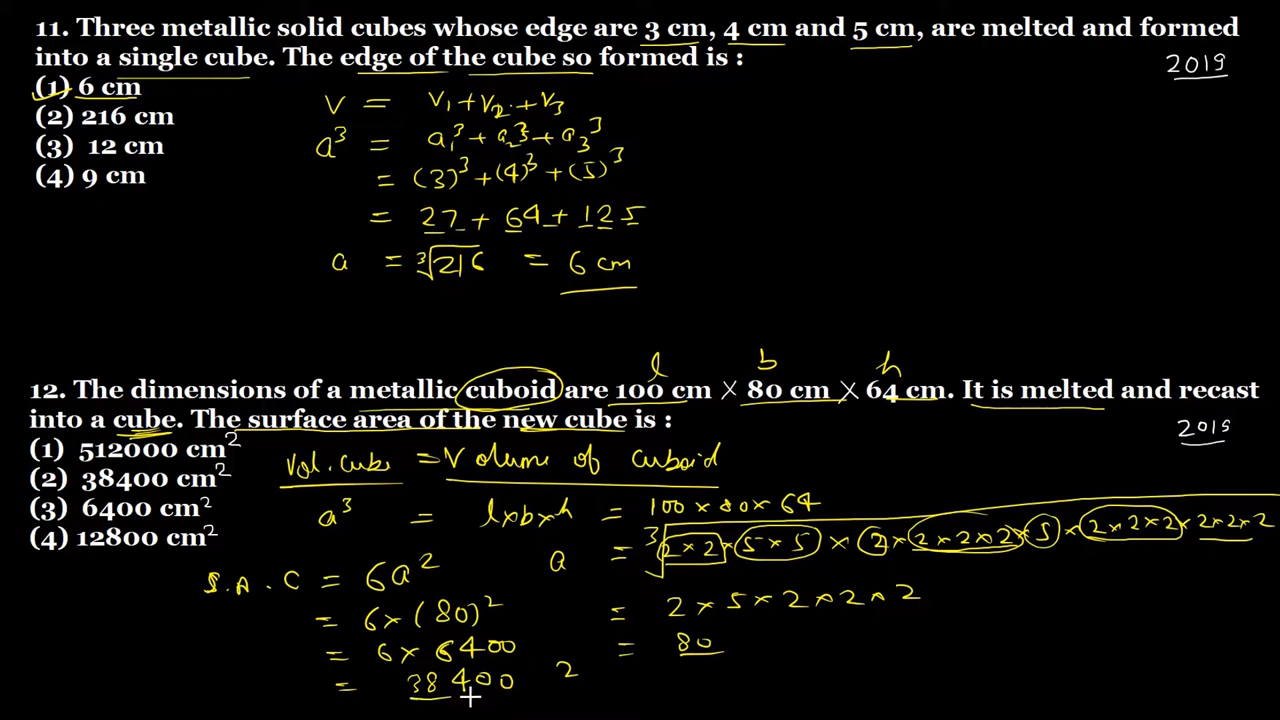 11. Three metallic solid cubes whose edge are 3 cm, 4 cm and 5 cm, are melted and formed
into a single cube. The edge of the cube so formed is :
2019
(1) 6 cm
(2) 216 cm
(3) 12 cm
(4) 9 cm
V = V₁ + V₂ + V₃
a³ = a₁³ + a₂³ + a₃³
= (3)³ + (4)³ + (5)³
= 27 + 64 + 125
a = ³√216 = 6 cm
l b h
12. The dimensions of a metallic cuboid are 100 cm × 80 cm × 64 cm. It is melted and recast
into a cube. The surface area of the new cube is :
2019
(1) 512000 cm²
(2) 38400 cm²
(3) 6400 cm²
(4) 12800 cm²
Vol. cube = Volume of cuboid
a³ = l×b×h = 100 × 80 × 64
a = ³√2×2×5×5×2×2×2×2×5×2×2×2×2×2×2
= 2 × 5 × 2 × 2 × 2
= 80
S.A.C = 6a²
= 6 × (80)²
= 6 × 6400
= 38400 2